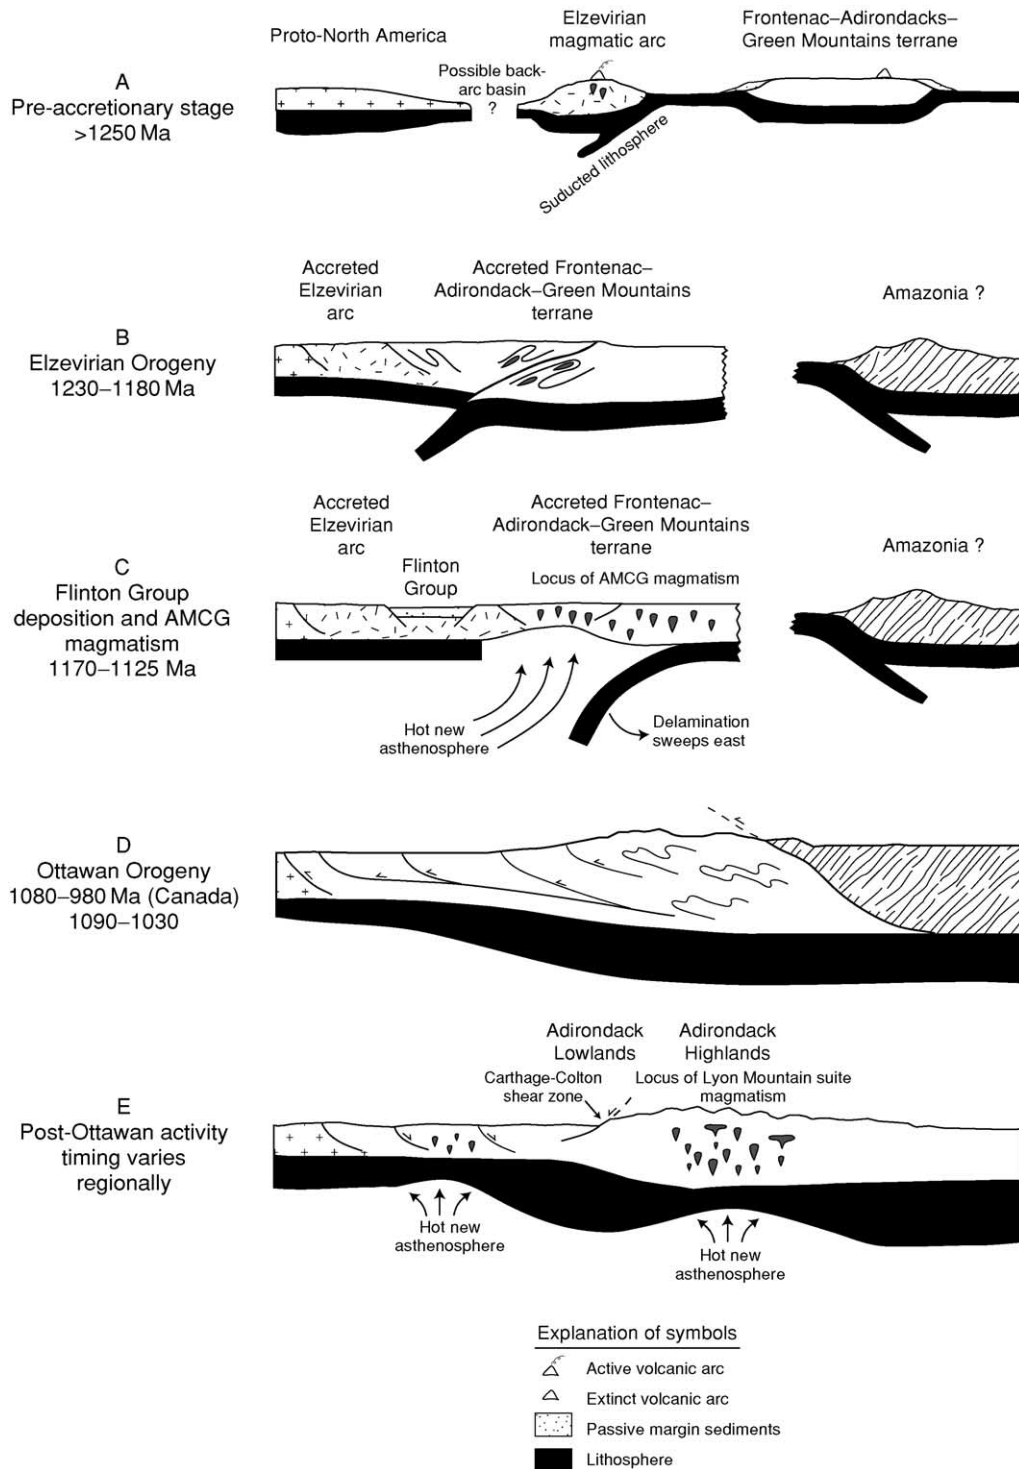 Proto-North America
Elzevirian
magmatic arc
Frontenac–Adirondacks–
Green Mountains terrane
Possible back-
arc basin
?
A
Pre-accretionary stage
>1250 Ma
Suducted lithosphere
Accreted
Elzevirian
arc
Accreted Frontenac–
Adirondack–Green Mountains
terrane
Amazonia ?
B
Elzevirian Orogeny
1230–1180 Ma
Accreted
Elzevirian
arc
Accreted Frontenac–
Adirondack–Green Mountains
terrane
Amazonia ?
Flinton
Group
Locus of AMCG magmatism
C
Flinton Group
deposition and AMCG
magmatism
1170–1125 Ma
Hot new
asthenosphere
Delamination
sweeps east
D
Ottawan Orogeny
1080–980 Ma (Canada)
1090–1030
Adirondack
Lowlands
Adirondack
Highlands
Carthage-Colton
shear zone
Locus of Lyon Mountain suite
magmatism
E
Post-Ottawan activity
timing varies
regionally
Hot new
asthenosphere
Hot new
asthenosphere
Explanation of symbols
Active volcanic arc
Extinct volcanic arc
Passive margin sediments
Lithosphere